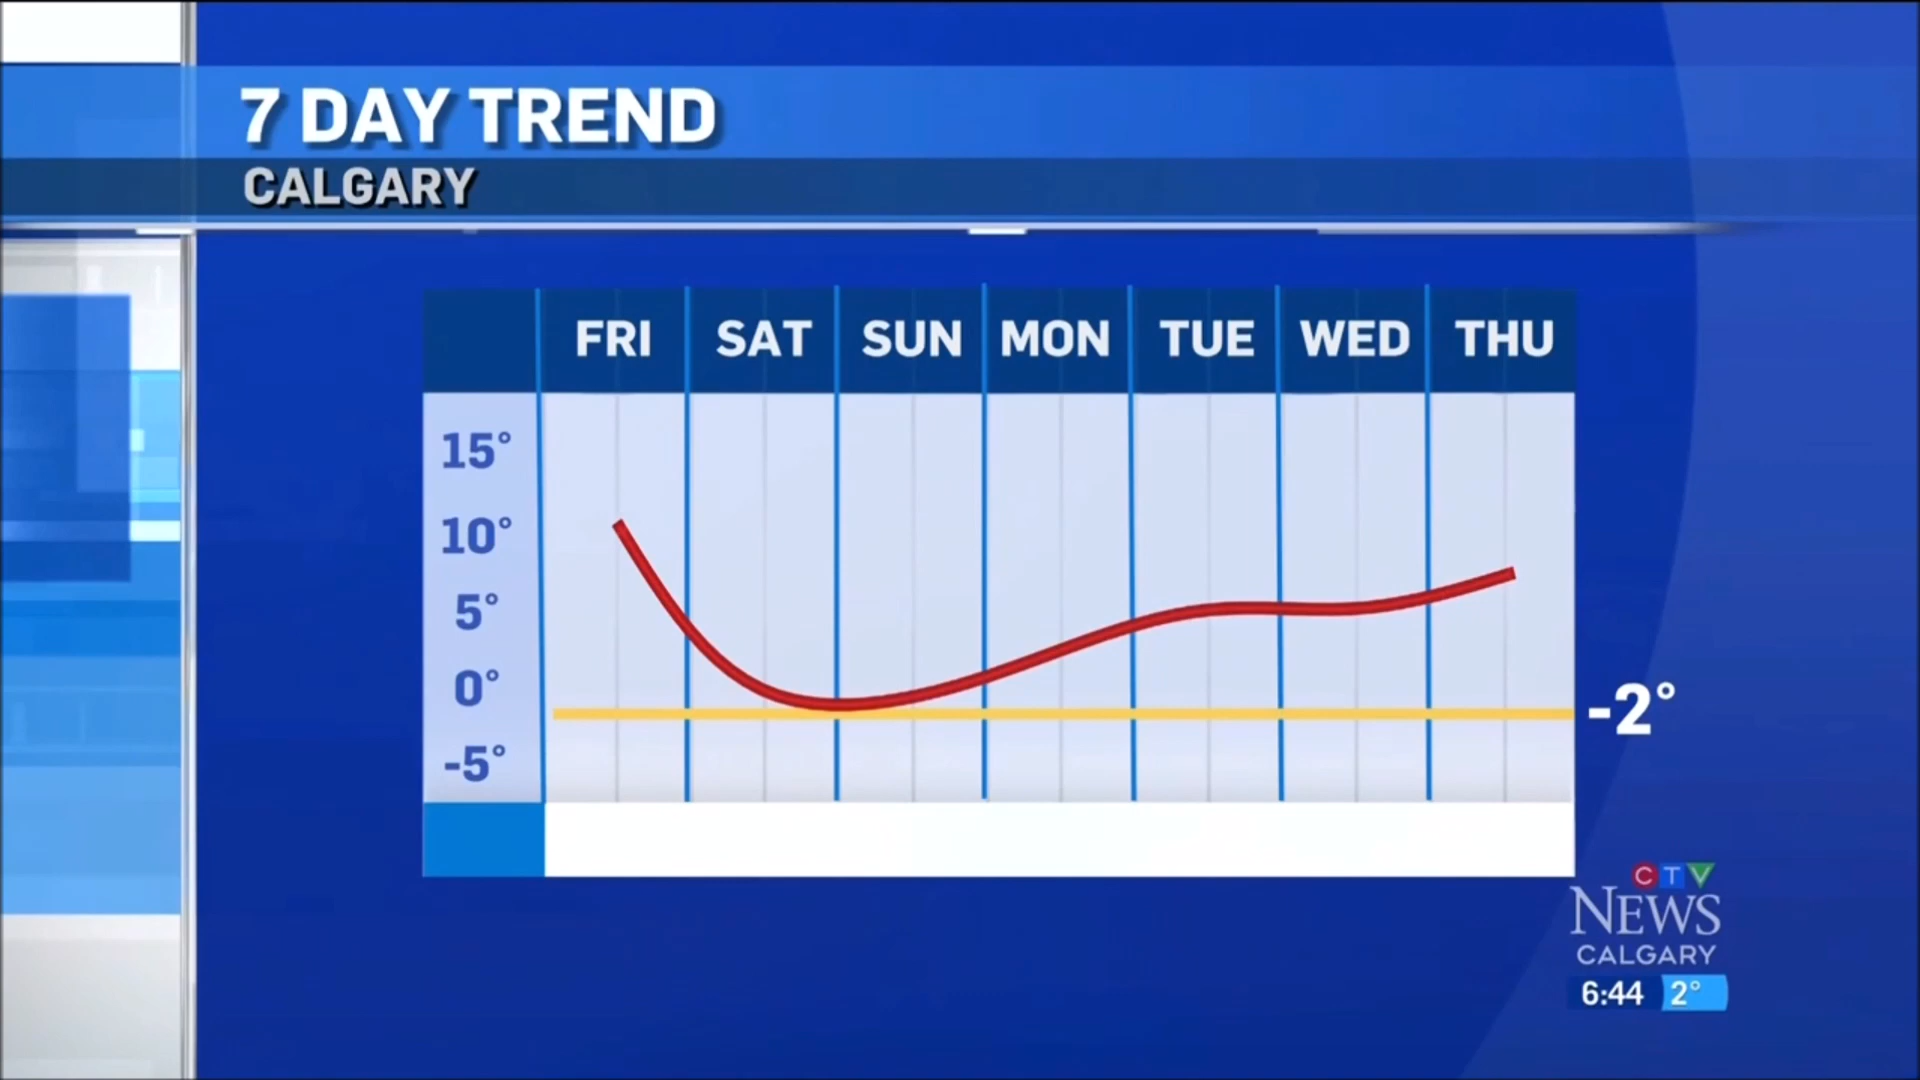 7 DAY TREND
CALGARY
FRI SAT SUN MON TUE WED THU
15°
10°
5°
0°
-2°
-5°
CTV
NEWS
CALGARY
6:44 2°